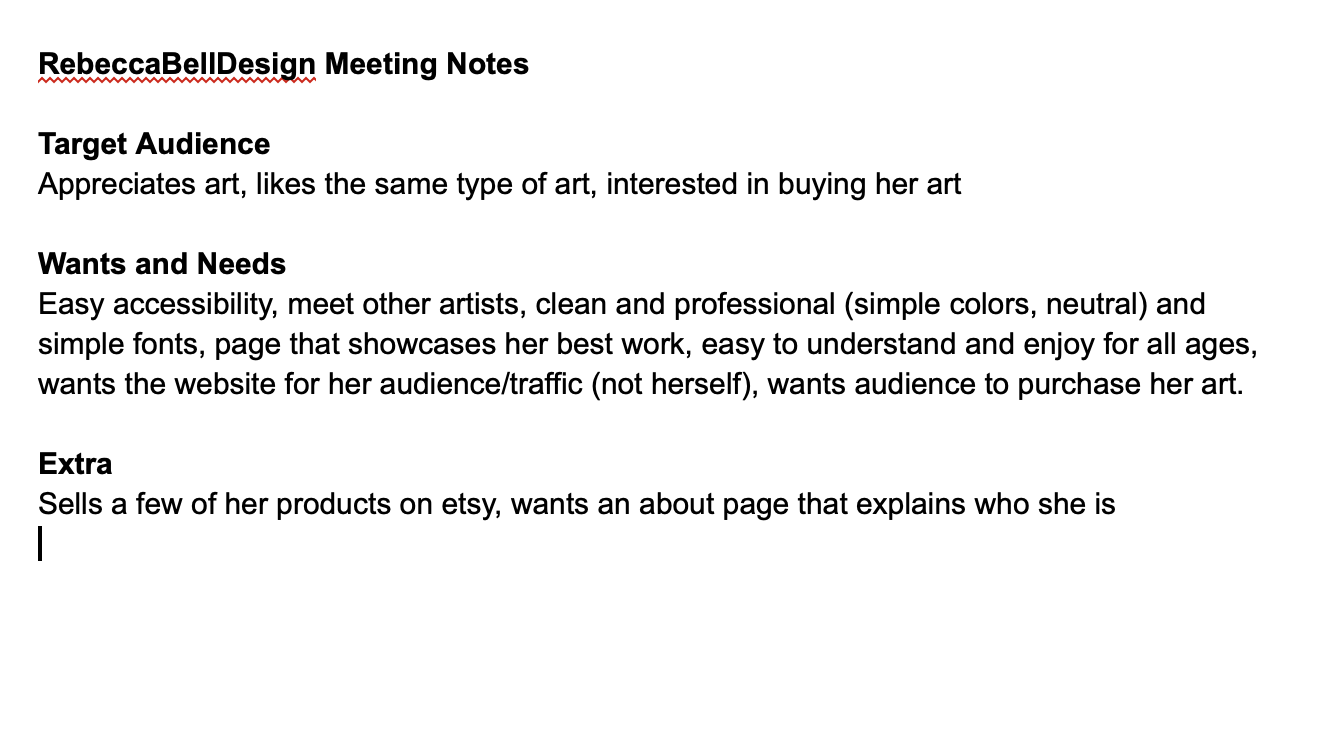 RebeccaBellDesign Meeting Notes
Target Audience
Appreciates art, likes the same type of art, interested in buying her art
Wants and Needs
Easy accessibility, meet other artists, clean and professional (simple colors, neutral) and
simple fonts, page that showcases her best work, easy to understand and enjoy for all ages,
wants the website for her audience/traffic (not herself), wants audience to purchase her art.
Extra
Sells a few of her products on etsy, wants an about page that explains who she is